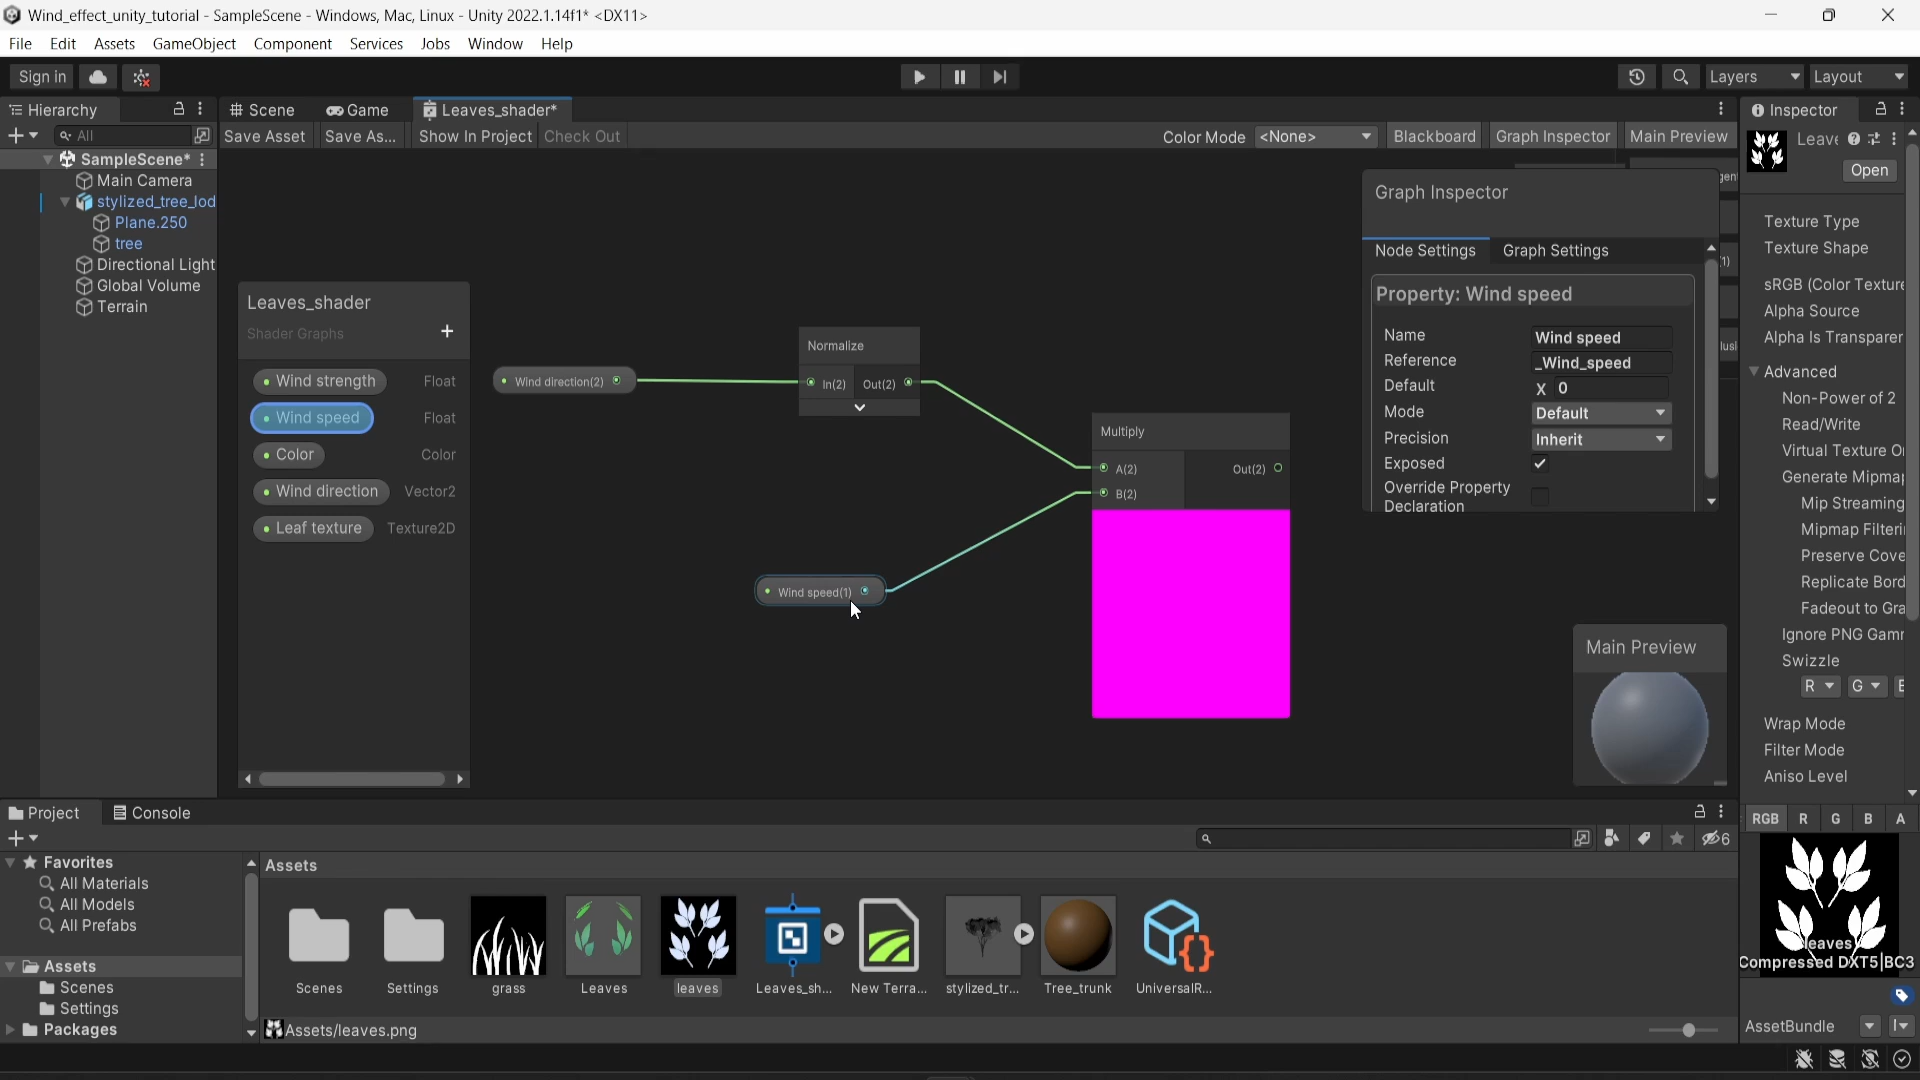 Wind_effect_unity_tutorial - SampleScene - Windows, Mac, Linux - Unity 2022.1.14f1* <DX11>
File Edit Assets GameObject Component Services Jobs Window Help
Sign in
Layers Layout
Hierarchy
All
SampleScene*
Main Camera
stylized_tree_lod
Plane.250
tree
Directional Light
Global Volume
Terrain
Scene Game Leaves_shader*
Save Asset Save As... Show In Project Check Out
Color Mode <None> Blackboard Graph Inspector Main Preview
Leaves_shader
Shader Graphs
Wind strength Float
Wind speed Float
Color Color
Wind direction Vector2
Leaf texture Texture2D
Wind direction(2)
Normalize
In(2) Out(2)
Wind speed(1)
Multiply
A(2) Out(2)
B(2)
Graph Inspector
Node Settings Graph Settings
Property: Wind speed
Name Wind speed
Reference _Wind_speed
Default X 0
Mode Default
Precision Inherit
Exposed
Override Property
Declaration
Main Preview
Inspector
Leave
Open
Texture Type
Texture Shape
sRGB (Color Texture
Alpha Source
Alpha Is Transparer
Advanced
Non-Power of 2
Read/Write
Virtual Texture O
Generate Mipma
Mip Streaming
Mipmap Filteri
Preserve Cove
Replicate Bord
Fadeout to Gra
Ignore PNG Gamm
Swizzle
R G
Wrap Mode
Filter Mode
Aniso Level
RGB R G B A
leaves
Compressed DXT5|BC3
AssetBundle
Project Console
6
Favorites
All Materials
All Models
All Prefabs
Assets
Scenes
Settings
Packages
Assets
Scenes Settings grass Leaves leaves Leaves_sh... New Terra... stylized_tr... Tree_trunk UniversalR...
Assets/leaves.png